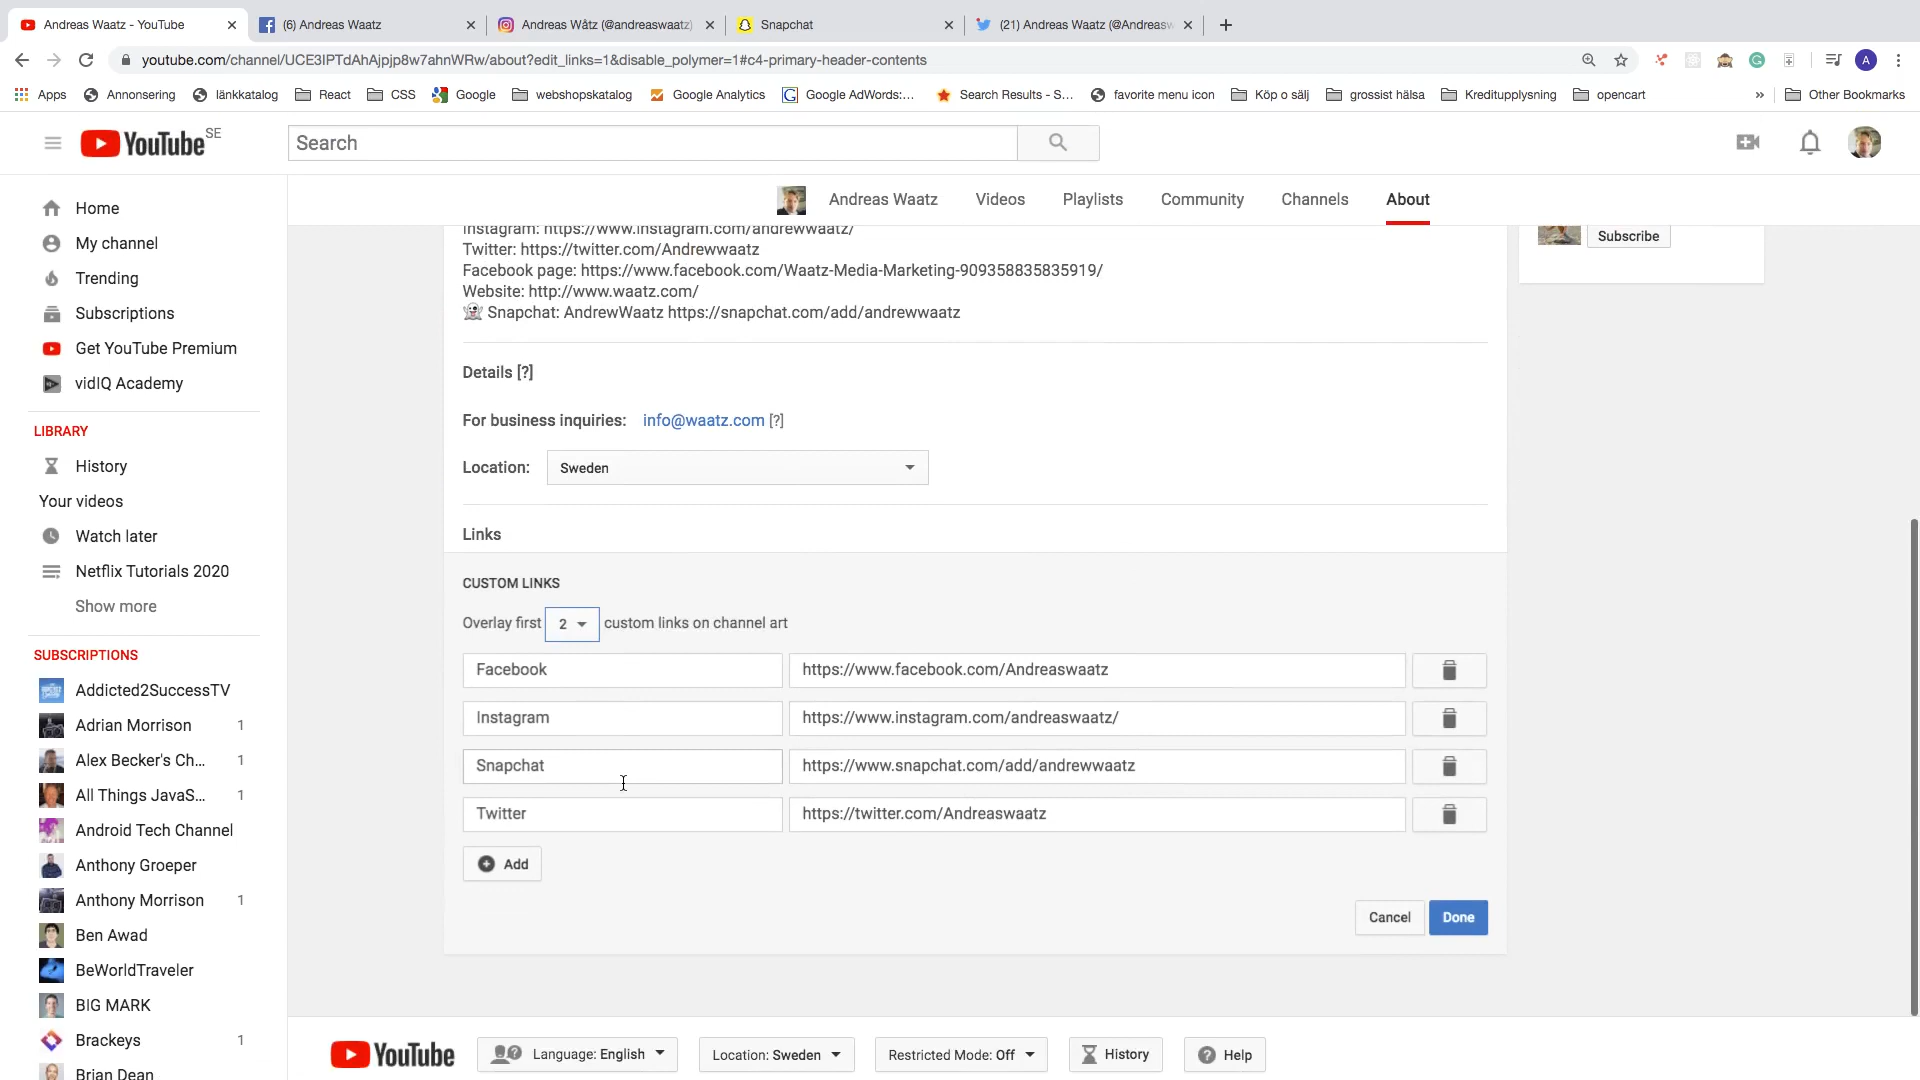 Andreas Waatz - YouTube
(6) Andreas Waatz
Andreas Wåtz (@andreaswaatz)
Snapchat
(21) Andreas Waatz (@Andreasw
youtube.com/channel/UCE3IPTdAhAjpjp8w7ahnWRw/about?edit_links=1&disable_polymer=1#c4-primary-header-contents
A
Apps
Annonsering
länkkatalog
React
CSS
Google
webshopskatalog
Google Analytics
Google AdWords:...
Search Results - S...
favorite menu icon
Köp o sälj
grossist hälsa
Kreditupplysning
opencart
»
Other Bookmarks
YouTube SE
Search
Home
My channel
Trending
Subscriptions
Get YouTube Premium
vidIQ Academy
LIBRARY
History
Your videos
Watch later
Netflix Tutorials 2020
Show more
SUBSCRIPTIONS
Addicted2SuccessTV
Adrian Morrison 1
Alex Becker's Ch... 1
All Things JavaS... 1
Android Tech Channel
Anthony Groeper
Anthony Morrison 1
Ben Awad
BeWorldTraveler
BIG MARK
Brackeys 1
Brian Dean
Andreas Waatz
Videos
Playlists
Community
Channels
About
Instagram: https://www.instagram.com/andrewwaatz/
Twitter: https://twitter.com/Andrewwaatz
Facebook page: https://www.facebook.com/Waatz-Media-Marketing-909358835835919/
Website: http://www.waatz.com/
👻 Snapchat: AndrewWaatz https://snapchat.com/add/andrewwaatz
Subscribe
Details [?]
For business inquiries: info@waatz.com [?]
Location: Sweden
Links
CUSTOM LINKS
Overlay first 2 custom links on channel art
Facebook https://www.facebook.com/Andreaswaatz
Instagram https://www.instagram.com/andreaswaatz/
Snapchat https://www.snapchat.com/add/andrewwaatz
Twitter https://twitter.com/Andreaswaatz
Add
Cancel
Done
YouTube
Language: English
Location: Sweden
Restricted Mode: Off
History
Help